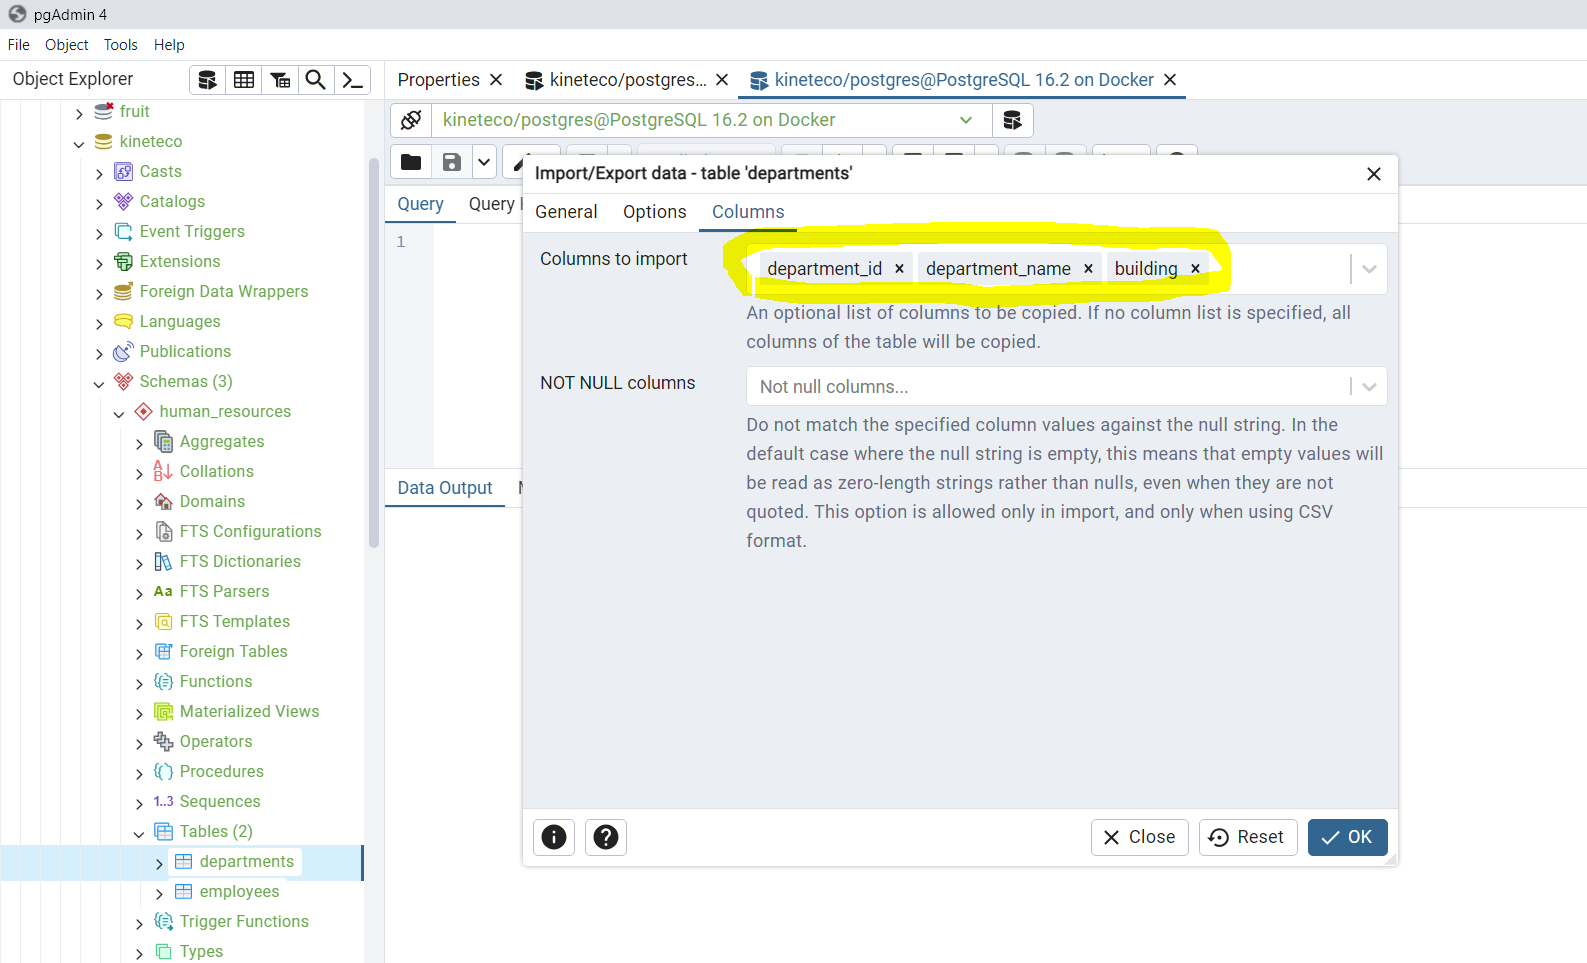 pgAdmin 4
File Object Tools Help
Object Explorer
Properties
kineteco/postgres...
kineteco/postgres@PostgreSQL 16.2 on Docker
fruit
kineteco
Casts
Catalogs
Event Triggers
Extensions
Foreign Data Wrappers
Languages
Publications
Schemas (3)
human_resources
Aggregates
Collations
Domains
FTS Configurations
FTS Dictionaries
Aa FTS Parsers
FTS Templates
Foreign Tables
Functions
Materialized Views
Operators
Procedures
1..3 Sequences
Tables (2)
departments
employees
Trigger Functions
Types
kineteco/postgres@PostgreSQL 16.2 on Docker
Query Query
1
Data Output
Import/Export data - table 'departments'
General Options Columns
Columns to import
department_id department_name building
An optional list of columns to be copied. If no column list is specified, all
columns of the table will be copied.
NOT NULL columns
Not null columns...
Do not match the specified column values against the null string. In the
default case where the null string is empty, this means that empty values will
be read as zero-length strings rather than nulls, even when they are not
quoted. This option is allowed only in import, and only when using CSV
format.
Close Reset OK